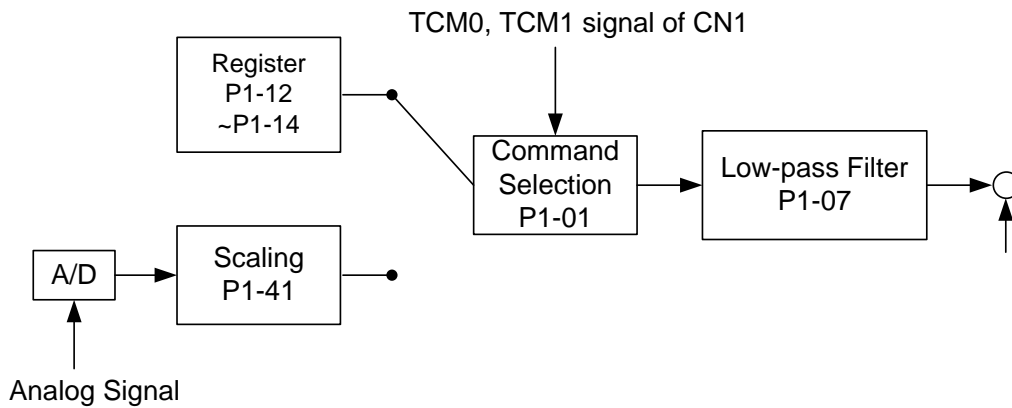 TCM0, TCM1 signal of CN1
Register
P1-12
~P1-14
Command
Selection
P1-01
Low-pass Filter
P1-07
A/D
Scaling
P1-41
Analog Signal